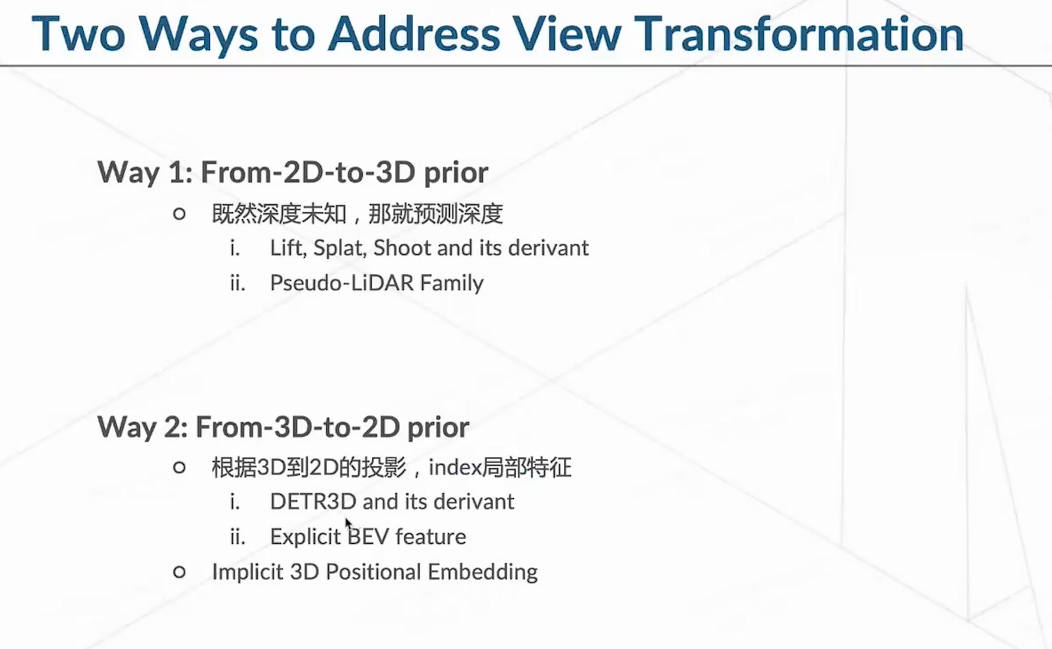 Two Ways to Address View Transformation
Way 1: From-2D-to-3D prior
既然深度未知，那就预测深度
i. Lift, Splat, Shoot and its derivant
ii. Pseudo-LiDAR Family
Way 2: From-3D-to-2D prior
根据3D到2D的投影，index局部特征
i. DETR3D and its derivant
ii. Explicit BEV feature
Implicit 3D Positional Embedding